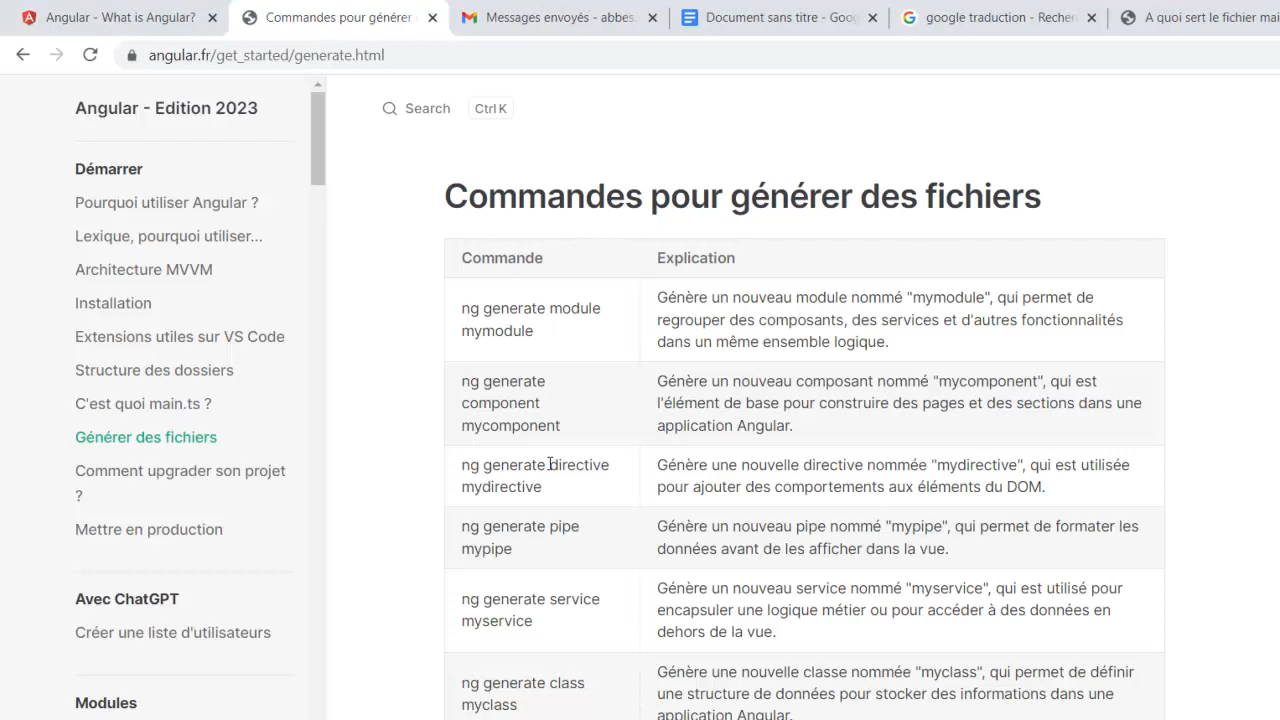 Angular - What is Angular?
Commandes pour générer
Messages envoyés - abbes.
Document sans titre - Goog
google traduction - Recher
A quoi sert le fichier mai
angular.fr/get_started/generate.html
Angular - Edition 2023
Démarrer
Pourquoi utiliser Angular ?
Lexique, pourquoi utiliser...
Architecture MVVM
Installation
Extensions utiles sur VS Code
Structure des dossiers
C'est quoi main.ts ?
Générer des fichiers
Comment upgrader son projet
?
Mettre en production
Avec ChatGPT
Créer une liste d'utilisateurs
Modules
Search
Ctrl K
Commandes pour générer des fichiers
Commande
Explication
ng generate module
mymodule
Génère un nouveau module nommé "mymodule", qui permet de
regrouper des composants, des services et d'autres fonctionnalités
dans un même ensemble logique.
ng generate
component
mycomponent
Génère un nouveau composant nommé "mycomponent", qui est
l'élément de base pour construire des pages et des sections dans une
application Angular.
ng generate directive
mydirective
Génère une nouvelle directive nommée "mydirective", qui est utilisée
pour ajouter des comportements aux éléments du DOM.
ng generate pipe
mypipe
Génère un nouveau pipe nommé "mypipe", qui permet de formater les
données avant de les afficher dans la vue.
ng generate service
myservice
Génère un nouveau service nommé "myservice", qui est utilisé pour
encapsuler une logique métier ou pour accéder à des données en
dehors de la vue.
ng generate class
myclass
Génère une nouvelle classe nommée "myclass", qui permet de définir
une structure de données pour stocker des informations dans une
application Angular.